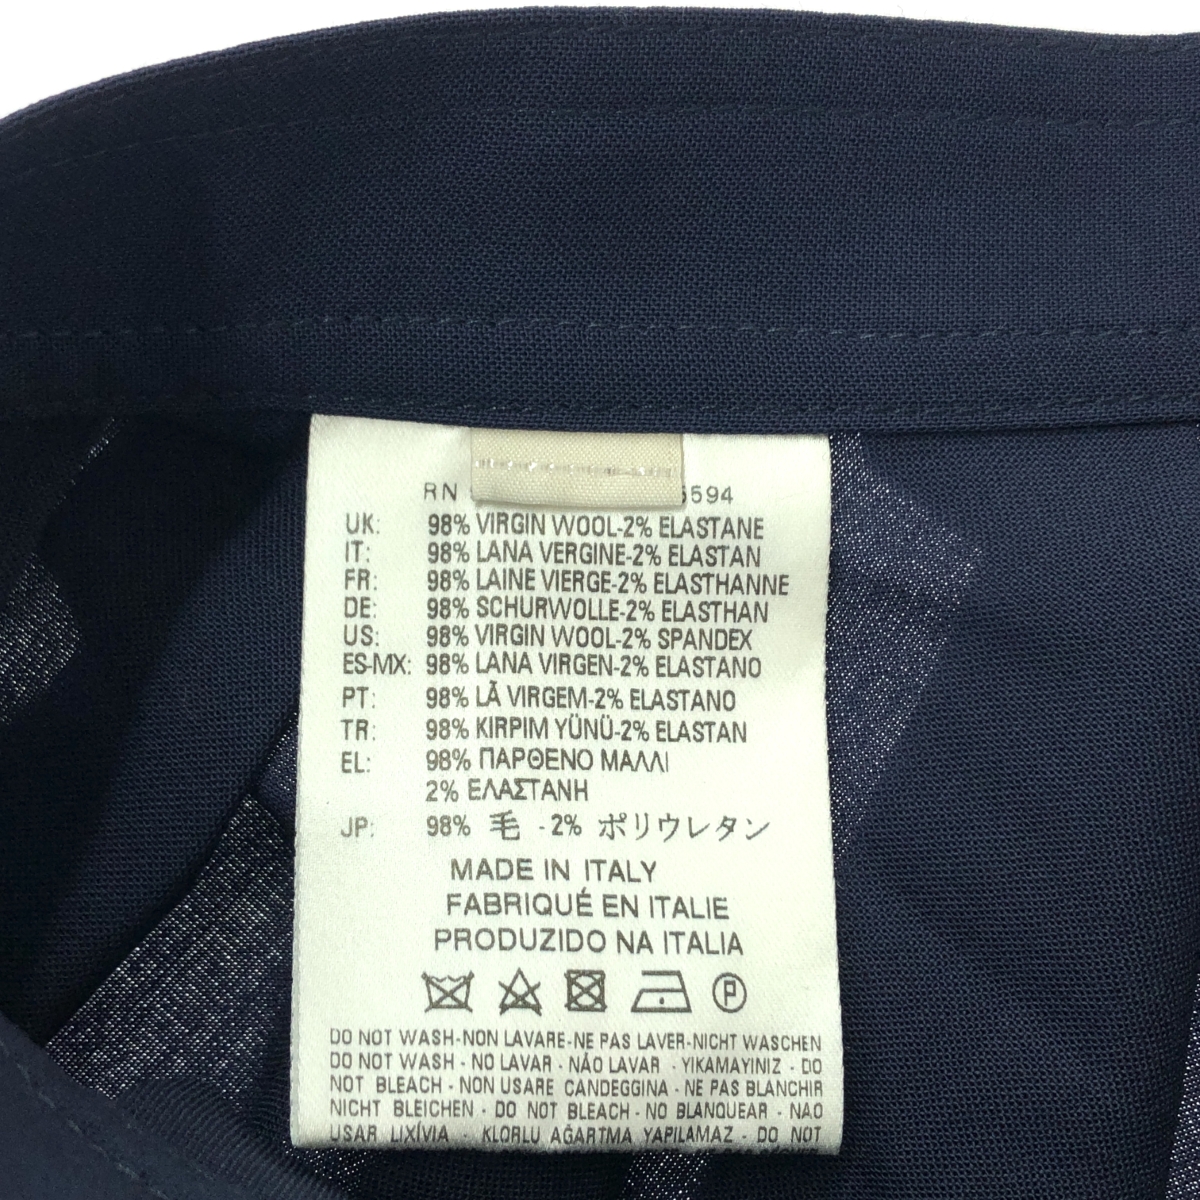 RN 5594
UK: 98% VIRGIN WOOL-2% ELASTANE
IT: 98% LANA VERGINE-2% ELASTAN
FR: 98% LAINE VIERGE-2% ELASTHANNE
DE: 98% SCHURWOLLE-2% ELASTHAN
US: 98% VIRGIN WOOL-2% SPANDEX
ES-MX: 98% LANA VIRGEN-2% ELASTANO
PT: 98% LÃ VIRGEM-2% ELASTANO
TR: 98% KIRPIM YÜNÜ-2% ELASTAN
EL: 98% ΠΑΡΘΕΝΟ ΜΑΛΛΙ
2% ΕΛΑΣΤΑΝΗ
JP: 98% 毛 -2% ポリウレタン
MADE IN ITALY
FABRIQUÉ EN ITALIE
PRODUZIDO NA ITALIA
P
DO NOT WASH-NON LAVARE-NE PAS LAVER-NICHT WASCHEN
DO NOT WASH - NO LAVAR - NÃO LAVAR - YIKAMAYINIZ - DO
NOT BLEACH - NON USARE CANDEGGINA - NE PAS BLANCHIR
NICHT BLEICHEN - DO NOT BLEACH - NO BLANQUEAR - NAO
USAR LIXÍVIA - KLORLU AĞARTMA YAPILAMAZ - DO NOT